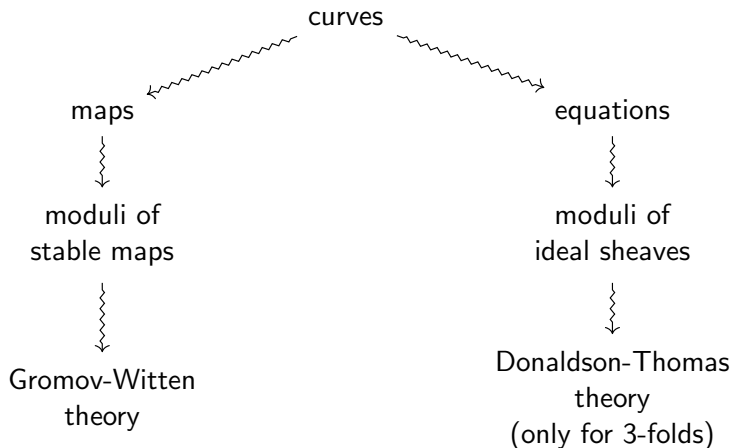 curves
maps
equations
moduli of
stable maps
moduli of
ideal sheaves
Gromov-Witten
theory
Donaldson-Thomas
theory
(only for 3-folds)